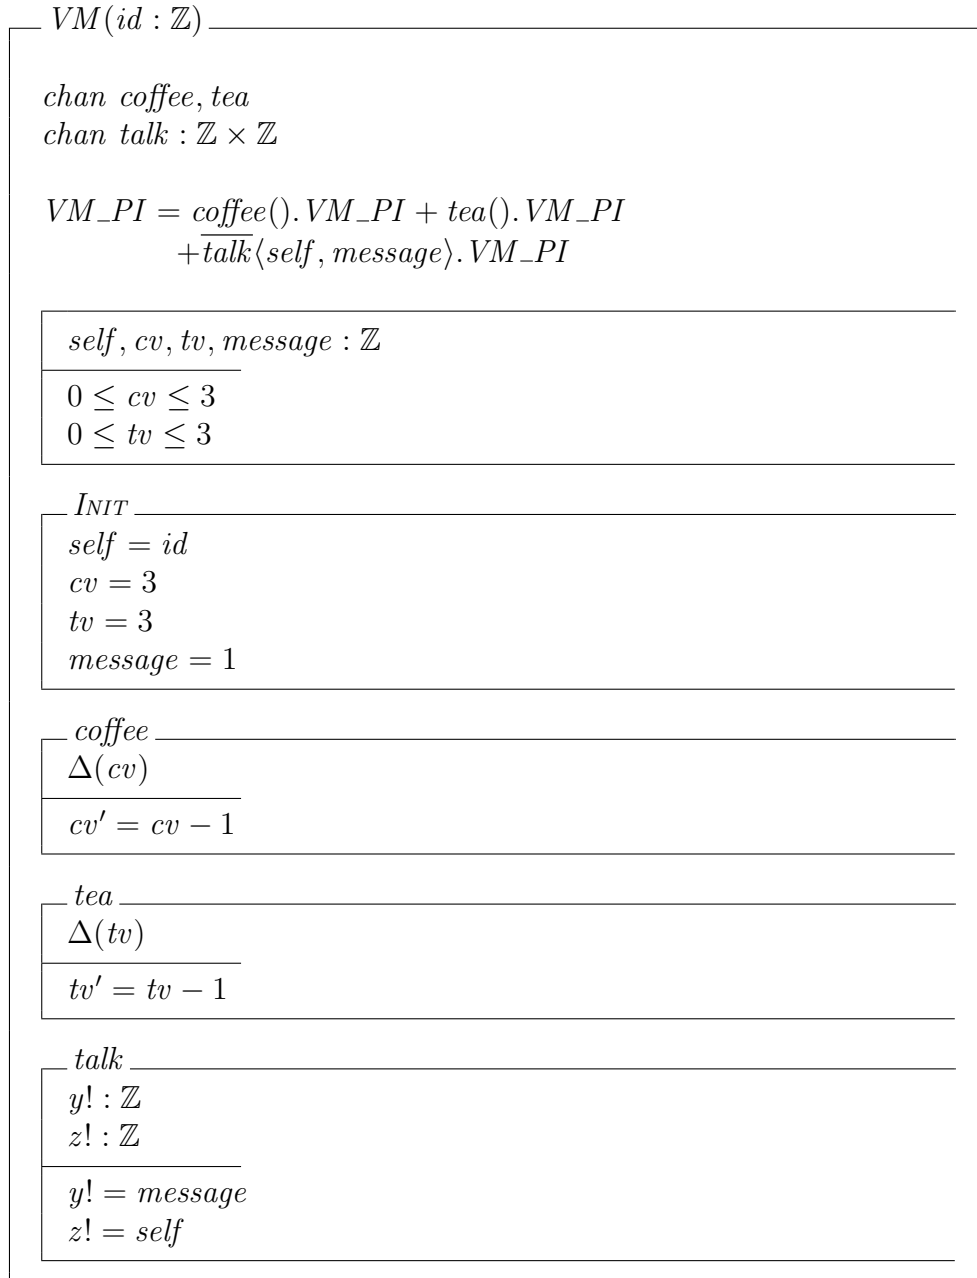 VM(id : ℤ)
chan coffee, tea
chan talk : ℤ × ℤ
VM_PI = coffee().VM_PI + tea().VM_PI
+t̅a̅l̅k̅⟨self, message⟩.VM_PI
self, cv, tv, message : ℤ
0 ≤ cv ≤ 3
0 ≤ tv ≤ 3
INIT
self = id
cv = 3
tv = 3
message = 1
coffee
Δ(cv)
cv′ = cv − 1
tea
Δ(tv)
tv′ = tv − 1
talk
y! : ℤ
z! : ℤ
y! = message
z! = self